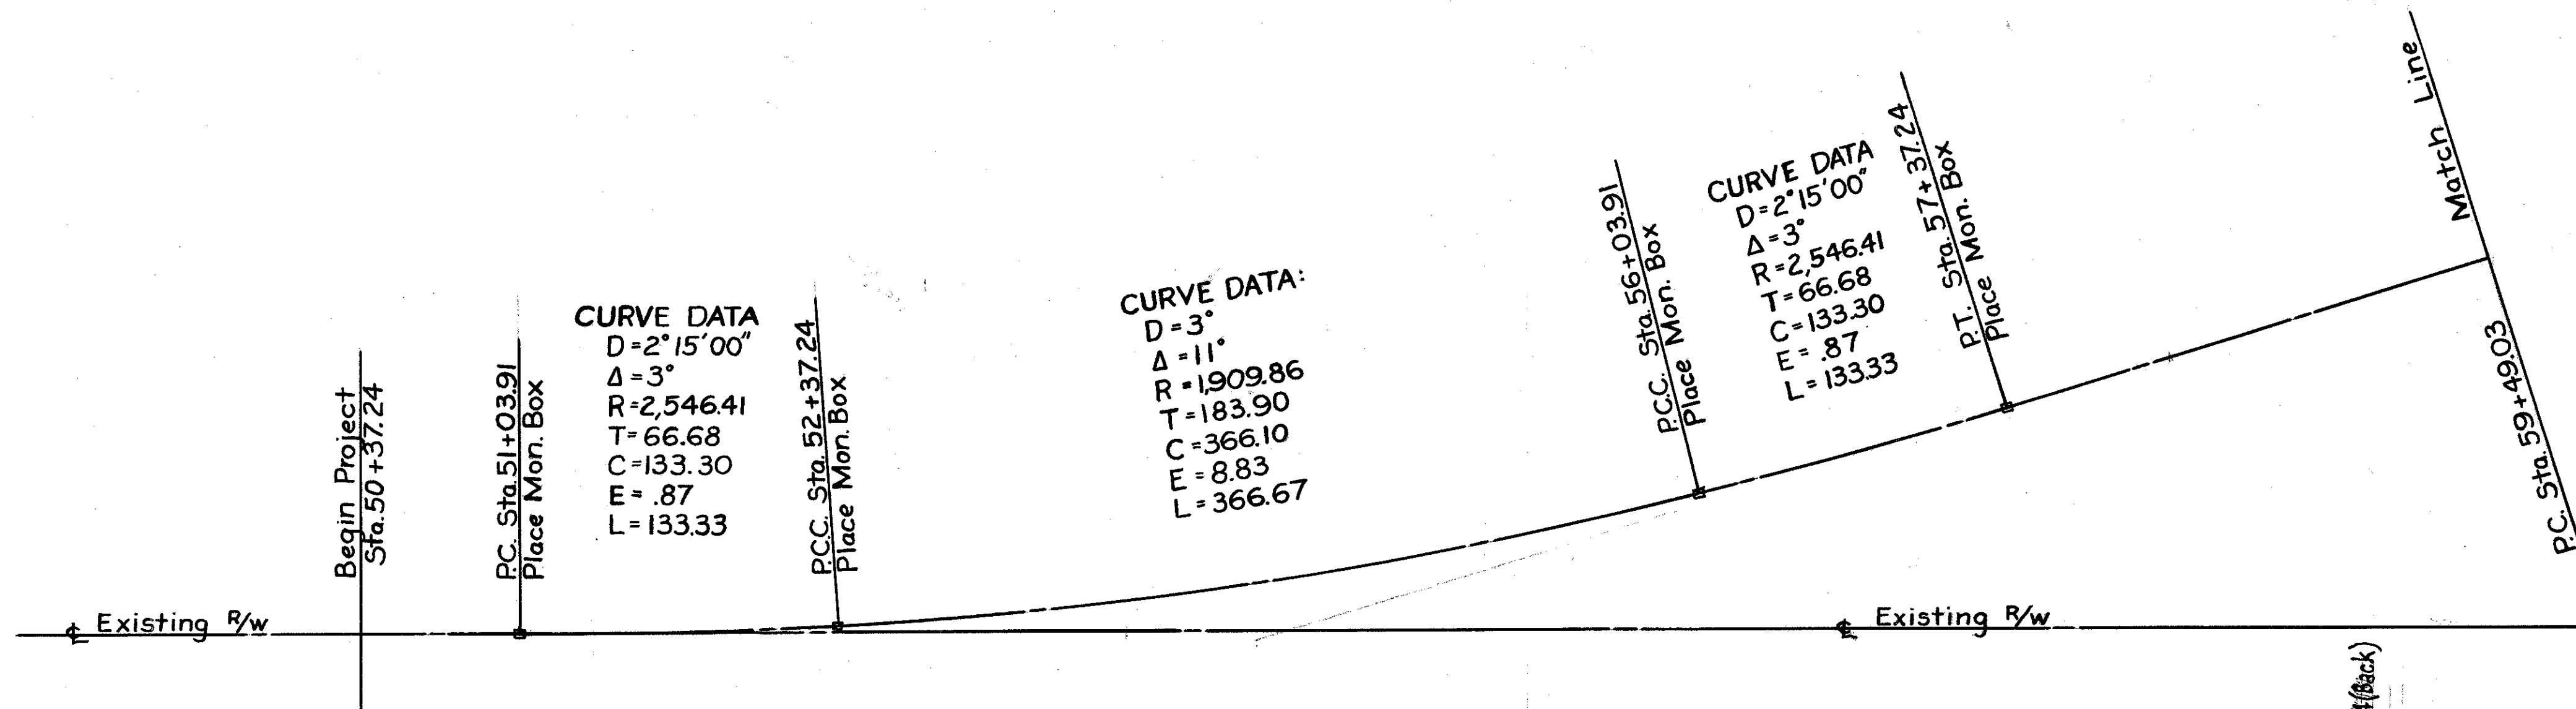 ℄ Existing R/W
Begin Project
Sta. 50+37.24
P.C. Sta. 51+03.91
Place Mon. Box
CURVE DATA
D=2°15'00"
Δ=3°
R=2,546.41
T=66.68
C=133.30
E= .87
L=133.33
P.C.C. Sta. 52+37.24
Place Mon. Box
CURVE DATA:
D=3°
Δ=11°
R=1,909.86
T=183.90
C=366.10
E=8.83
L=366.67
P.C.C. Sta. 56+03.91
Place Mon. Box
CURVE DATA
D=2°15'00"
Δ=3°
R=2,546.41
T=66.68
C=133.30
E= .87
L=133.33
P.T. Sta. 57+37.24
Place Mon. Box
Match Line
P.C. Sta. 59+49.03
℄ Existing R/W
(Back)